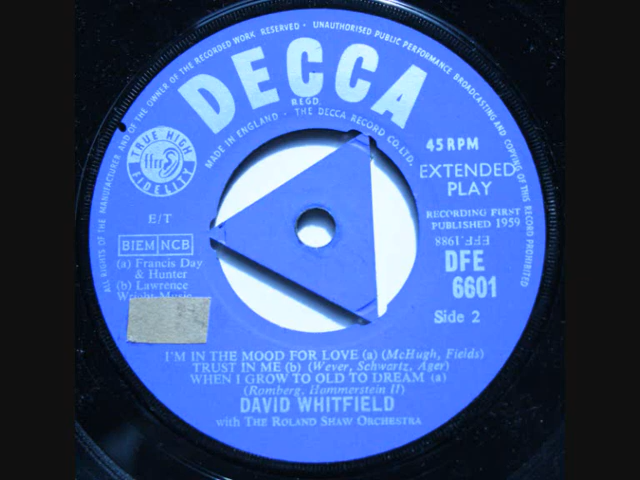 ALL RIGHTS OF THE MANUFACTURER AND OF THE OWNER OF THE RECORDED WORK RESERVED · UNAUTHORISED PUBLIC PERFORMANCE BROADCASTING AND COPYING OF THIS RECORD PROHIBITED
DECCA
REGD.
MADE IN ENGLAND · THE DECCA RECORD CO. LTD.
TRUE HIGH
ffrr
FIDELITY
45 RPM
EXTENDED
PLAY
E/T
RECORDING FIRST
PUBLISHED 1959
BIEM NCB
EFF.1988
(a) Francis Day
& Hunter
(b) Lawrence
Wright Music
DFE
6601
Side 2
I'M IN THE MOOD FOR LOVE (a) (McHugh, Fields)
TRUST IN ME (b) (Wever, Schwartz, Ager)
WHEN I GROW TO OLD TO DREAM (a)
(Romberg, Hammerstein II)
DAVID WHITFIELD
with THE ROLAND SHAW ORCHESTRA